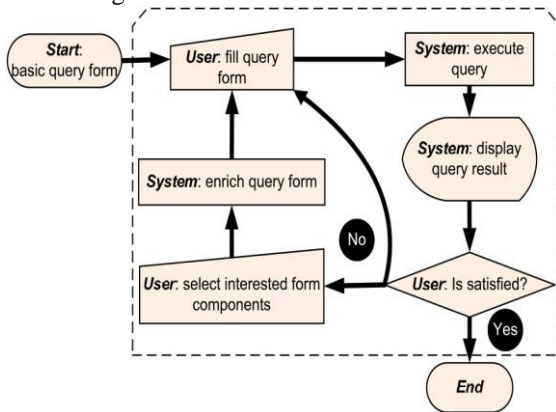 Start:
basic query form
User: fill query
form
System: execute
query
System: display
query result
System: enrich query form
No
User: select interested form
components
User: Is satisfied?
Yes
End